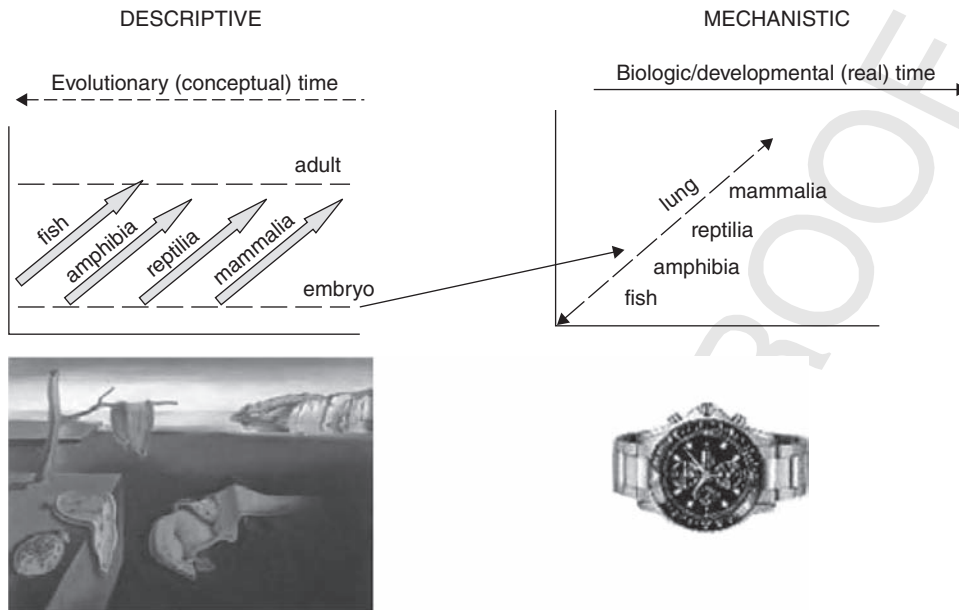 DESCRIPTIVE
MECHANISTIC
Evolutionary (conceptual) time
Biologic/developmental (real) time
adult
fish
amphibia
reptilia
mammalia
embryo
lung
mammalia
reptilia
amphibia
fish
ROOF